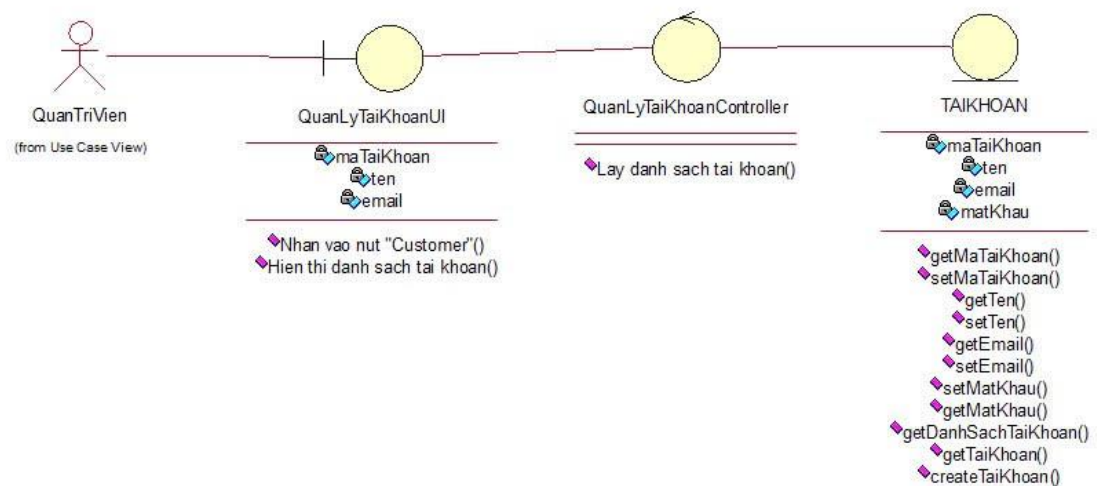 QuanTriVien
(from Use Case View)
QuanLyTaiKhoanUI
maTaiKhoan
ten
email
Nhan vao nut "Customer"()
Hien thi danh sach tai khoan()
QuanLyTaiKhoanController
Lay danh sach tai khoan()
TAIKHOAN
maTaiKhoan
ten
email
matKhau
getMaTaiKhoan()
setMaTaiKhoan()
getTen()
setTen()
getEmail()
setEmail()
setMatKhau()
getMatKhau()
getDanhSachTaiKhoan()
getTaiKhoan()
createTaiKhoan()